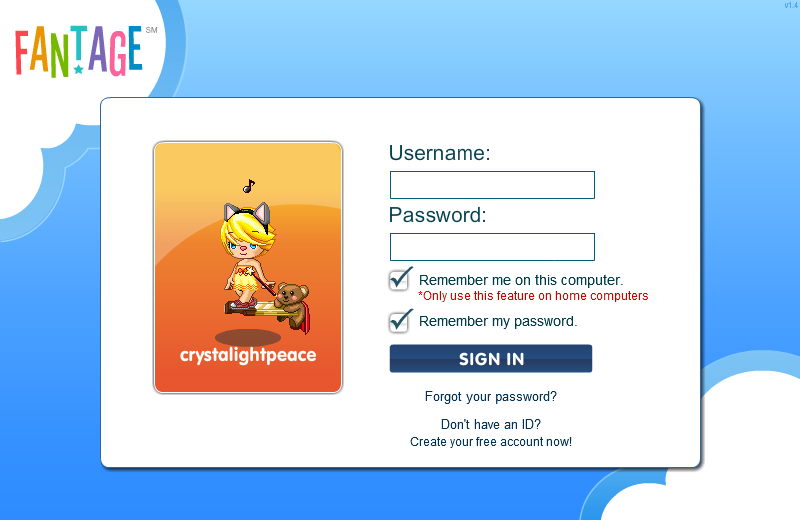 v1.4
FANTAGE SM
Username:
crystalightpeace
Password:
Remember me on this computer.
*Only use this feature on home computers
Remember my password.
SIGN IN
Forgot your password?
Don't have an ID?
Create your free account now!